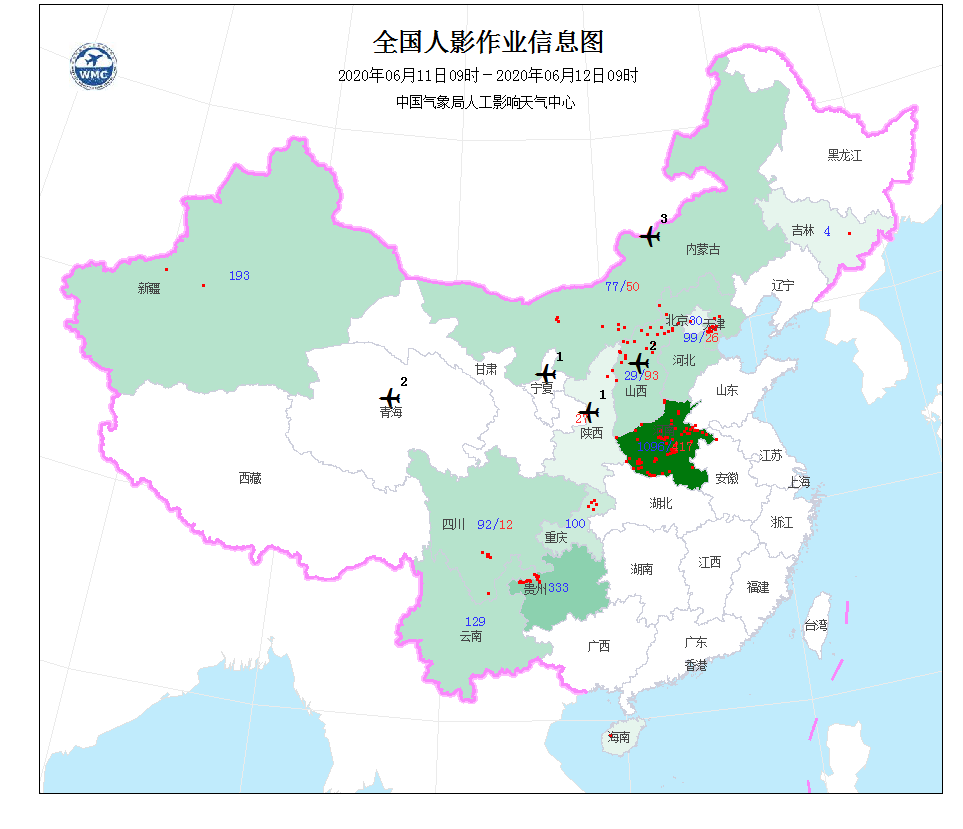 全国人影作业信息图
2020年06月11日09时－2020年06月12日09时
中国气象局人工影响天气中心
WMC
黑龙江
吉林 4
3
内蒙古
193
新疆
77/50
辽宁
北京30
天津
99/26
2
河北
1
甘肃
29/93
2
宁夏
山西
山东
青海
1
陕西
417
江苏
西藏
安徽
上海
湖北
四川 92/12
100
浙江
重庆
江西
湖南
贵州333
福建
129
云南
台湾
广西
广东
香港
海南